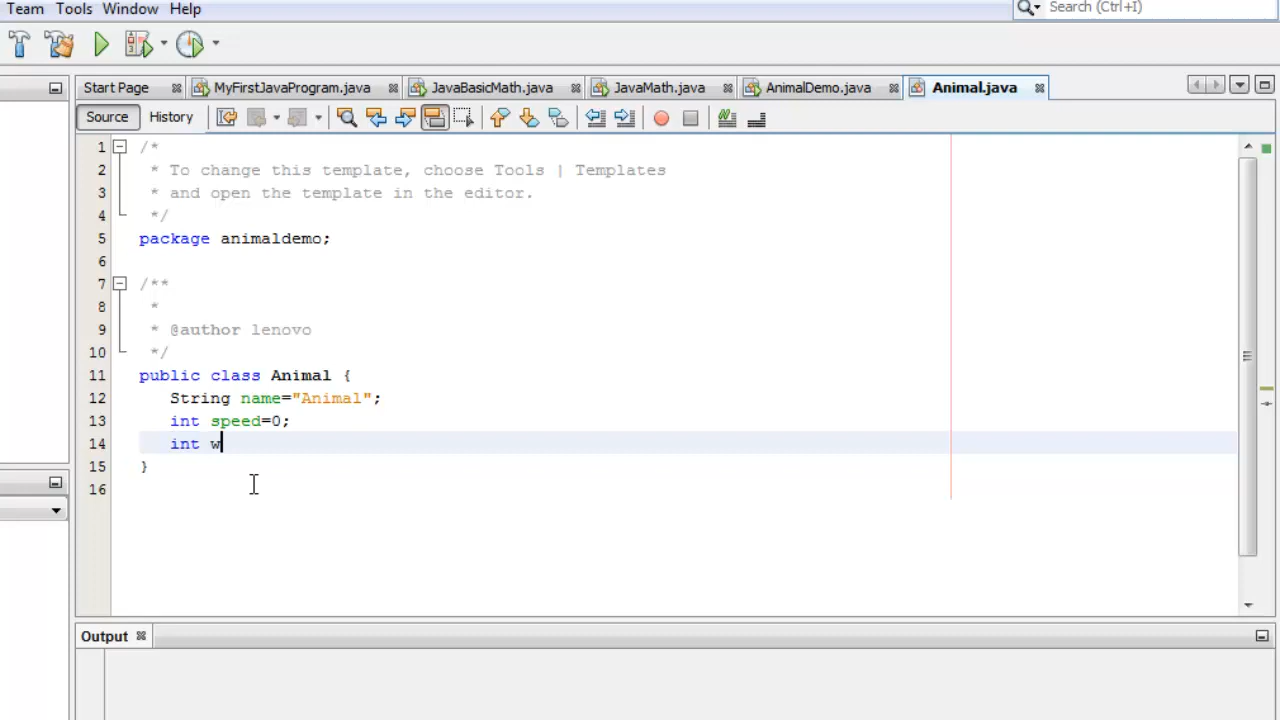 Team Tools Window Help
Search (Ctrl+I)
Start Page MyFirstJavaProgram.java JavaBasicMath.java JavaMath.java AnimalDemo.java Animal.java
Source History
1 /*
2 * To change this template, choose Tools | Templates
3 * and open the template in the editor.
4 */
5 package animaldemo;
6
7 /**
8 *
9 * @author lenovo
10 */
11 public class Animal {
12 String name="Animal";
13 int speed=0;
14 int w
15 }
16
Output